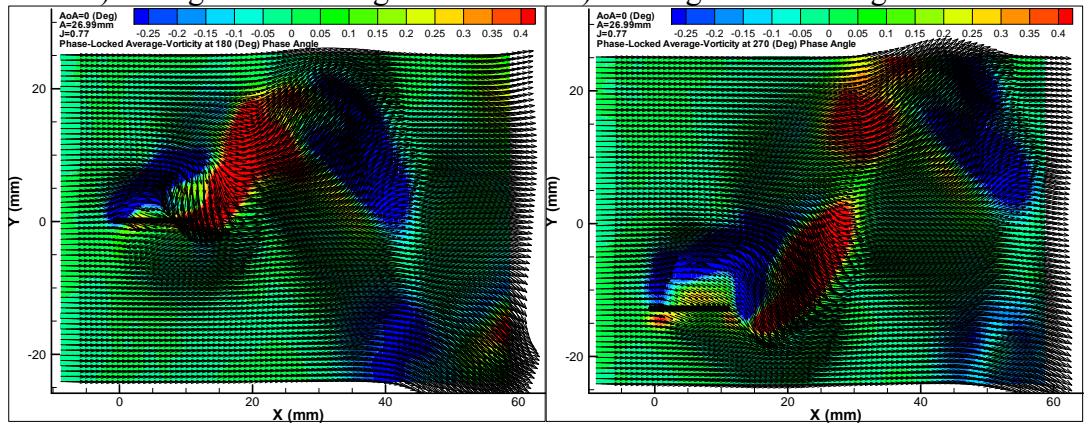 AoA=0 (Deg)
A=26.99mm
J=0.77
-0.25 -0.2 -0.15 -0.1 -0.05 0 0.05 0.1 0.15 0.2 0.25 0.3 0.35 0.4
Phase-Locked Average-Vorticity at 180 (Deg) Phase Angle
Y (mm)
20
0
-20
0 20 40 60
X (mm)
AoA=0 (Deg)
A=26.99mm
J=0.77
-0.25 -0.2 -0.15 -0.1 -0.05 0 0.05 0.1 0.15 0.2 0.25 0.3 0.35 0.4
Phase-Locked Average-Vorticity at 270 (Deg) Phase Angle
Y (mm)
20
0
-20
0 20 40 60
X (mm)